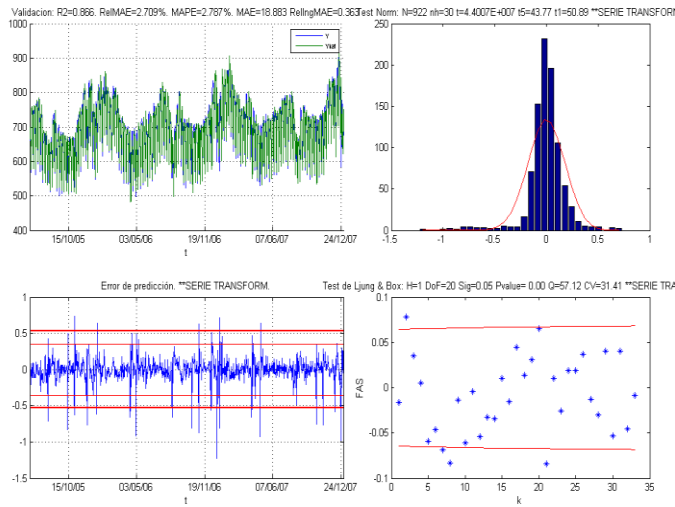 Validacion: R2=0.866. RelMAE=2.709%. MAPE=2.787%. MAE=18.883 RelIngMAE=0.363
Test Norm: N=922 nh=30 t=4.4007E+007 t5=43.77 t1=50.89 **SERIE TRANSFORM
1000
900
800
700
600
500
400
Y
15/10/05 03/05/06 19/11/06 07/06/07 24/12/07
t
250
200
150
100
50
0
-1.5 -1 -0.5 0 0.5 1
Error de predicción. **SERIE TRANSFORM.
Test de Ljung & Box: H=1 DoF=20 Sig=0.05 Pvalue= 0.00 Q=57.12 CV=31.41 **SERIE TRA
1
0.5
0
-0.5
-1
-1.5
15/10/05 03/05/06 19/11/06 07/06/07 24/12/07
t
FAS
0.1
0.05
0
-0.05
-0.1
0 5 10 15 20 25 30 35
k